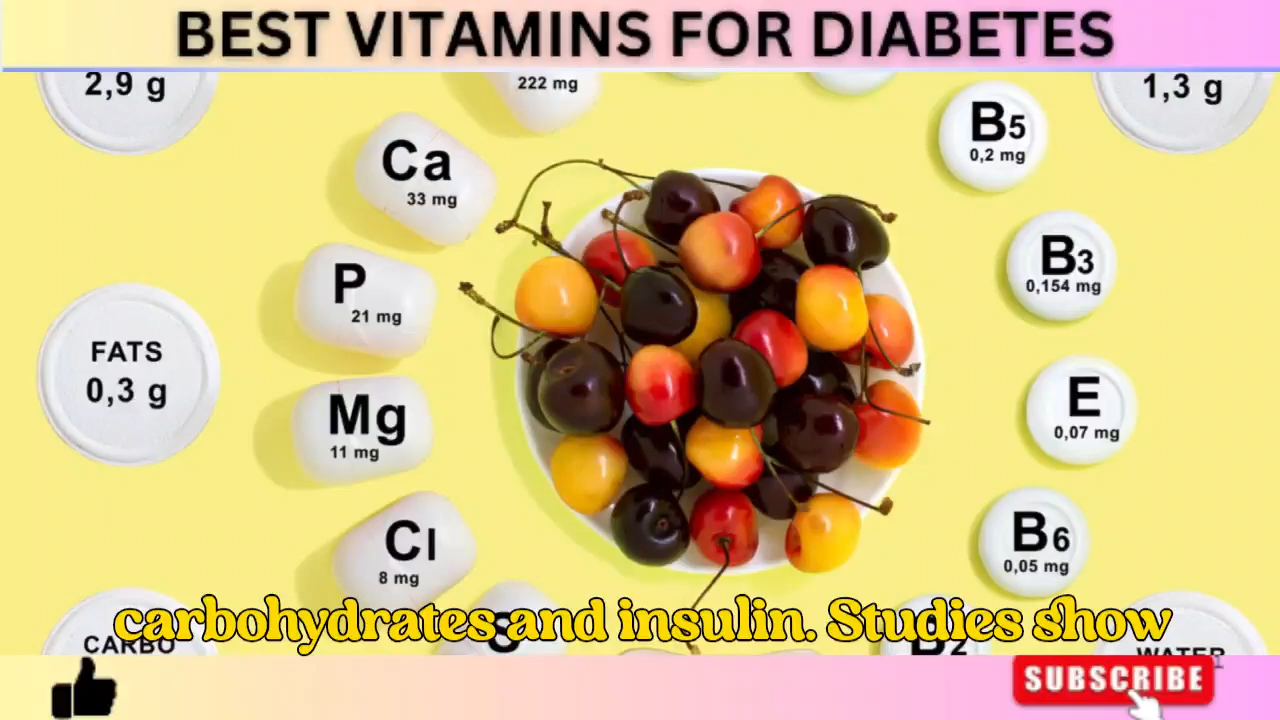 BEST VITAMINS FOR DIABETES
2,9 g
222 mg
1,3 g
Ca
33 mg
B5
0,2 mg
P
21 mg
B3
0,154 mg
FATS
0,3 g
Mg
11 mg
E
0,07 mg
Cl
8 mg
B6
0,05 mg
carbohydrates and insulin. Studies show
CARBO
S
B2
WATER
SUBSCRIBE